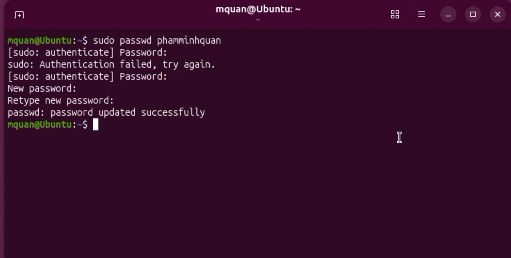 mquan@Ubuntu: ~
~
mquan@Ubuntu:~$ sudo passwd phamminhquan
[sudo: authenticate] Password:
sudo: Authentication failed, try again.
[sudo: authenticate] Password:
New password:
Retype new password:
passwd: password updated successfully
mquan@Ubuntu:~$